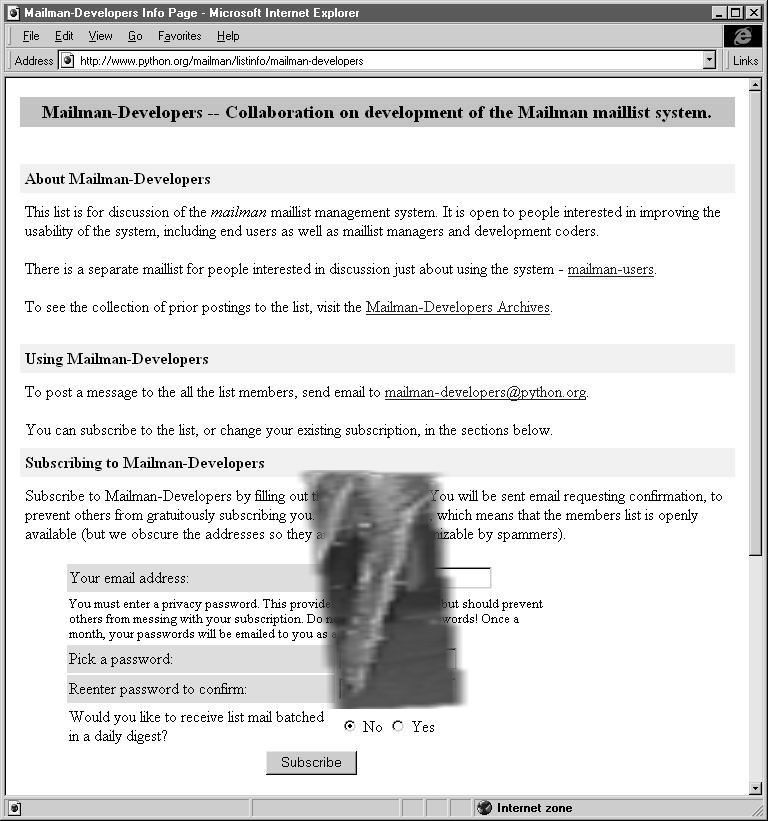 Mailman-Developers Info Page - Microsoft Internet Explorer
File Edit View Go Favorites Help
Address http://www.python.org/mailman/listinfo/mailman-developers Links
Mailman-Developers -- Collaboration on development of the Mailman maillist system.
About Mailman-Developers
This list is for discussion of the mailman maillist management system. It is open to people interested in improving the
usability of the system, including end users as well as maillist managers and development coders.
There is a separate maillist for people interested in discussion just about using the system - mailman-users.
To see the collection of prior postings to the list, visit the Mailman-Developers Archives.
Using Mailman-Developers
To post a message to the all the list members, send email to mailman-developers@python.org.
You can subscribe to the list, or change your existing subscription, in the sections below.
Subscribing to Mailman-Developers
Subscribe to Mailman-Developers by filling out You will be sent email requesting confirmation, to
prevent others from gratuitously subscribing you. which means that the members list is openly
available (but we obscure the addresses so they by spammers).
Your email address:
You must enter a privacy password. This but should prevent
others from messing with your subscription. Do Once a
month, your passwords will be emailed to you as
Pick a password:
Reenter password to confirm:
Would you like to receive list mail batched
in a daily digest?
No Yes
Subscribe
Internet zone